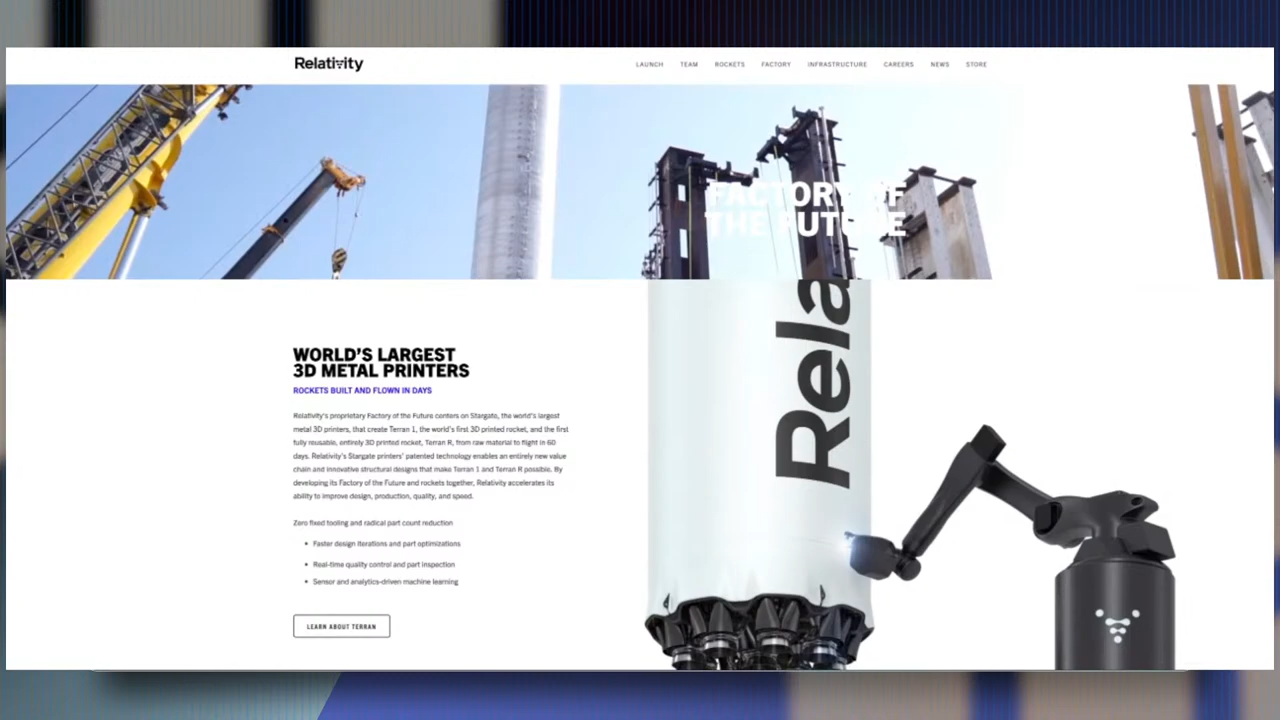 Relativity
LAUNCH TEAM ROCKETS FACTORY INFRASTRUCTURE CAREERS NEWS STORE
FACTORY OF
THE FUTURE
WORLD'S LARGEST
3D METAL PRINTERS
ROCKETS BUILT AND FLOWN IN DAYS
Relativity's proprietary Factory of the Future centers on Stargate, the world's largest
metal 3D printers, that create Terran 1, the world's first 3D printed rocket, and the first
fully reusable, entirely 3D printed rocket, Terran R, from raw material to flight in 60
days. Relativity's Stargate printers' patented technology enables an entirely new value
chain and innovative structural designs that make Terran 1 and Terran R possible. By
developing its Factory of the Future and rockets together, Relativity accelerates its
ability to improve design, production, quality, and speed.
Zero fixed tooling and radical part count reduction
• Faster design iterations and part optimizations
• Real-time quality control and part inspection
• Sensor and analytics-driven machine learning
LEARN ABOUT TERRAN
Rela